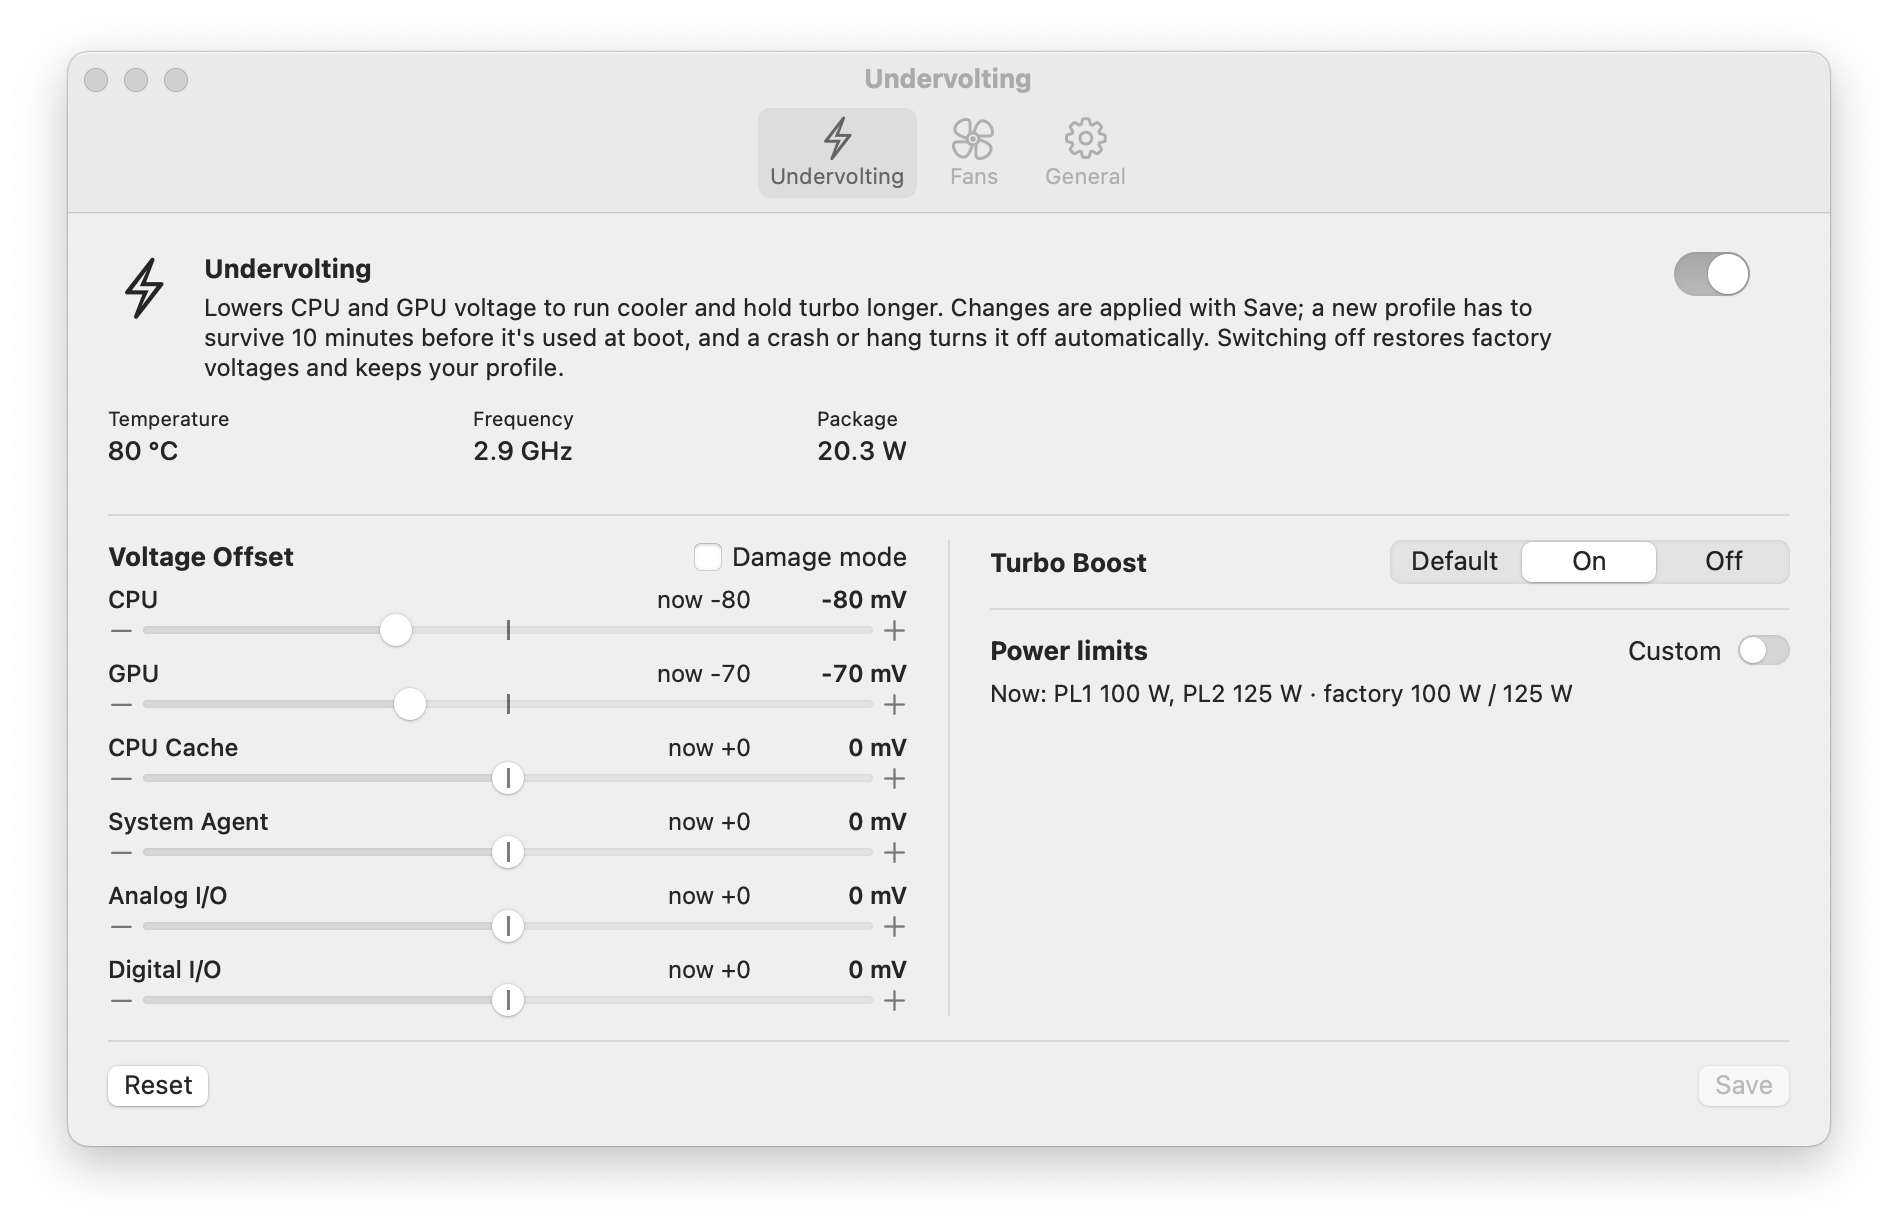 Undervolting
Undervolting
Fans
General
Undervolting
Lowers CPU and GPU voltage to run cooler and hold turbo longer. Changes are applied with Save; a new profile has to
survive 10 minutes before it's used at boot, and a crash or hang turns it off automatically. Switching off restores factory
voltages and keeps your profile.
Temperature
80 °C
Frequency
2.9 GHz
Package
20.3 W
Voltage Offset
Damage mode
CPU now -80 -80 mV
GPU now -70 -70 mV
CPU Cache now +0 0 mV
System Agent now +0 0 mV
Analog I/O now +0 0 mV
Digital I/O now +0 0 mV
Turbo Boost
Default On Off
Power limits
Custom
Now: PL1 100 W, PL2 125 W · factory 100 W / 125 W
Reset
Save